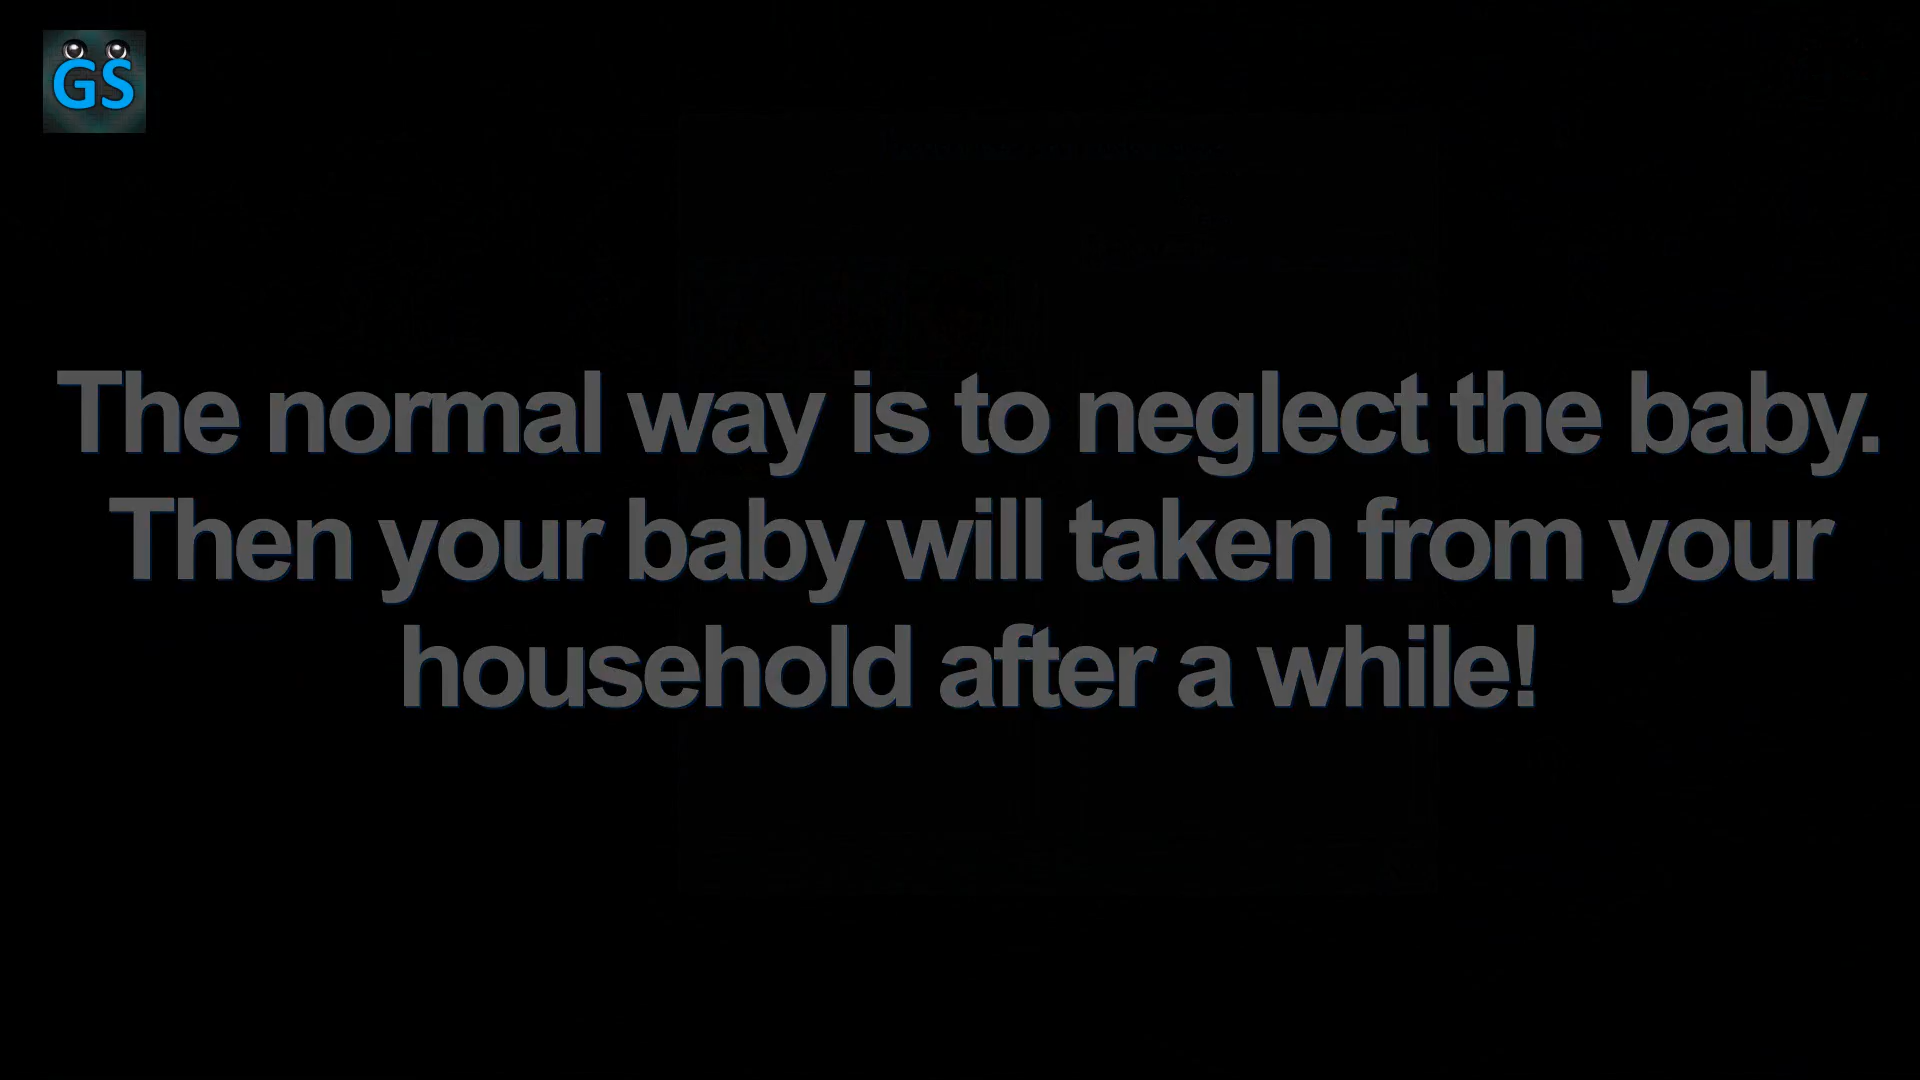 GS
The normal way is to neglect the baby.
Then your baby will taken from your
household after a while!